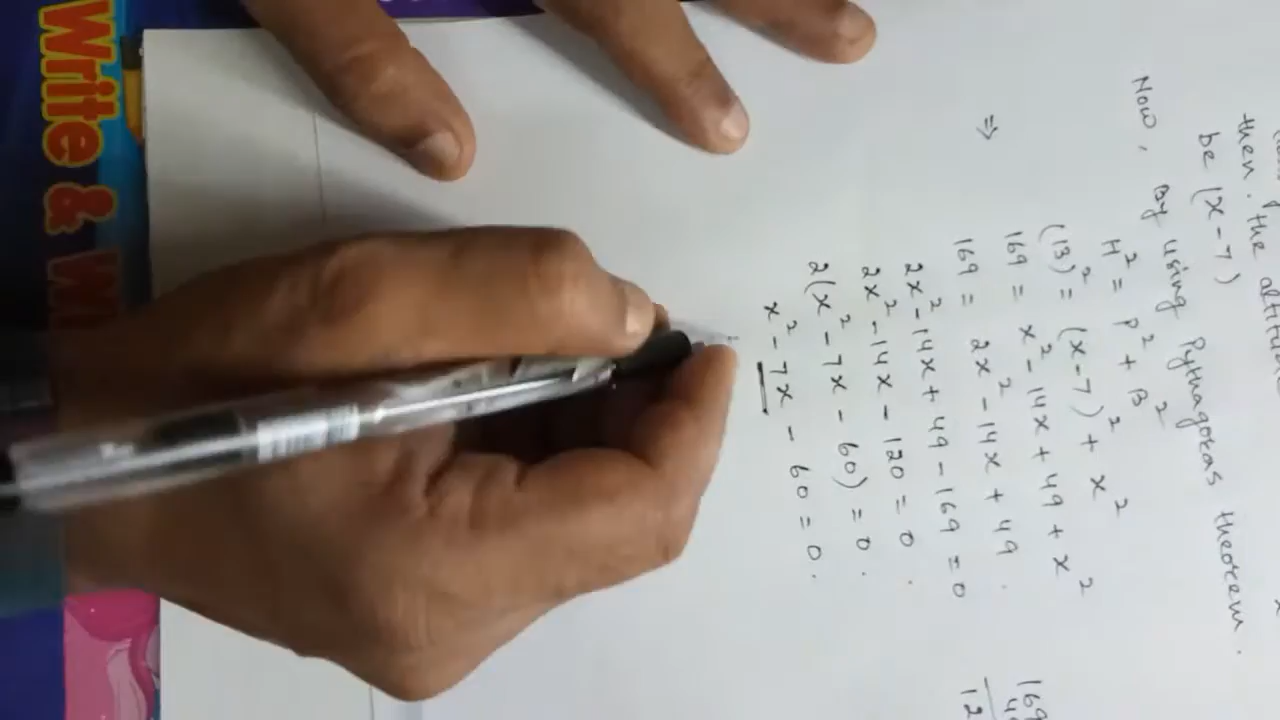 then. the altitude
be (x-7)
Now, By using Pythagoras theorem.
H² = P² + B²
(13)² = (x-7)² + x²
169 = x² - 14x + 49 + x²
⇒ 169 = 2x² - 14x + 49.
2x² - 14x + 49 - 169 = 0
2x² - 14x - 120 = 0.
2(x² - 7x - 60) = 0.
x² - 7x - 60 = 0.
169
12
Write &